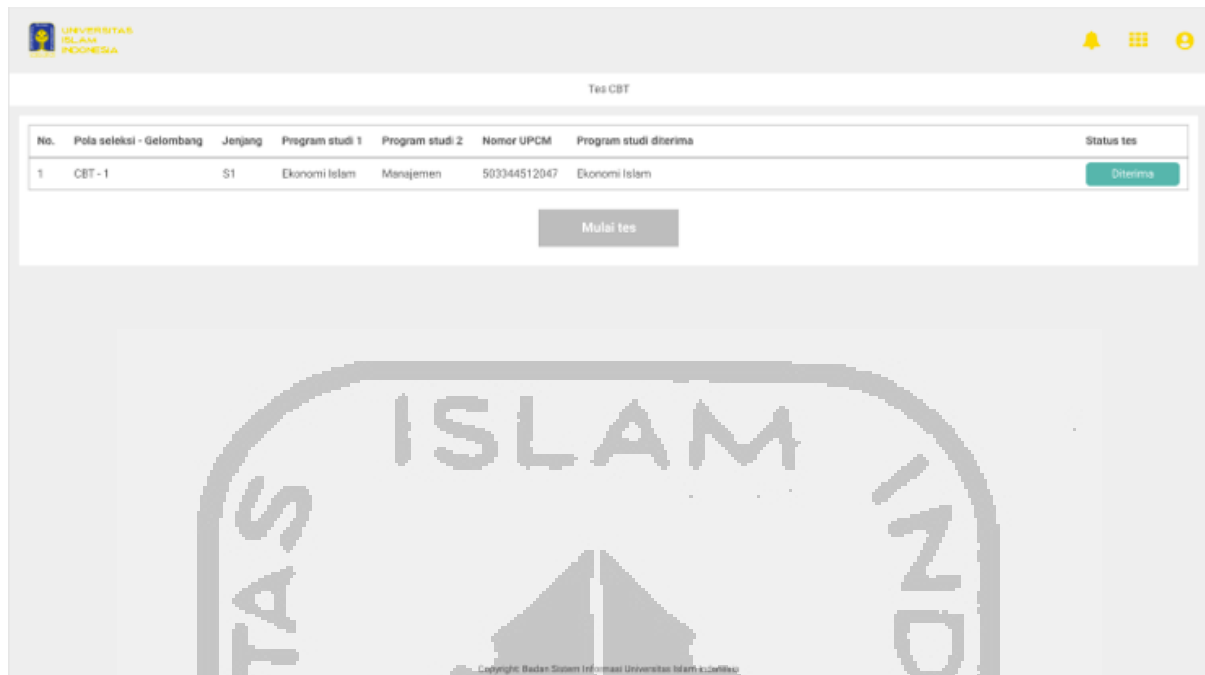 UNIVERSITAS
ISLAM
INDONESIA
Tes CBT
No. Pola seleksi - Gelombang Jenjang Program studi 1 Program studi 2 Nomor UPCM Program studi diterima Status tes
1 CBT - 1 S1 Ekonomi Islam Manajemen 503344512047 Ekonomi Islam Diterima
Mulai tes
ISLAM
TAS
IND
Copyright: Badan Sistem Informasi Universitas Islam